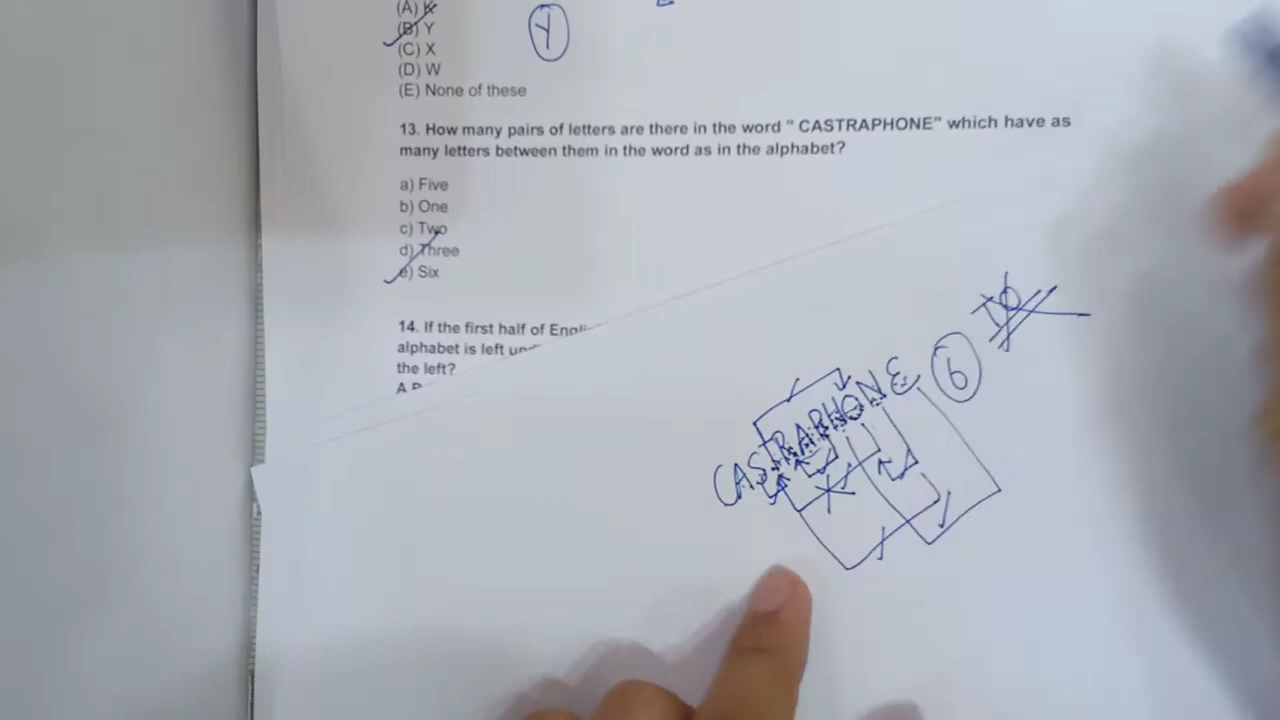 (A) K
(B) Y
(C) X
(D) W
(E) None of these
Y
13. How many pairs of letters are there in the word " CASTRAPHONE" which have as
many letters between them in the word as in the alphabet?
a) Five
b) One
c) Two
d) Three
e) Six
14. If the first half of
alphabet is left
the left?
CASTRAPHONE 6